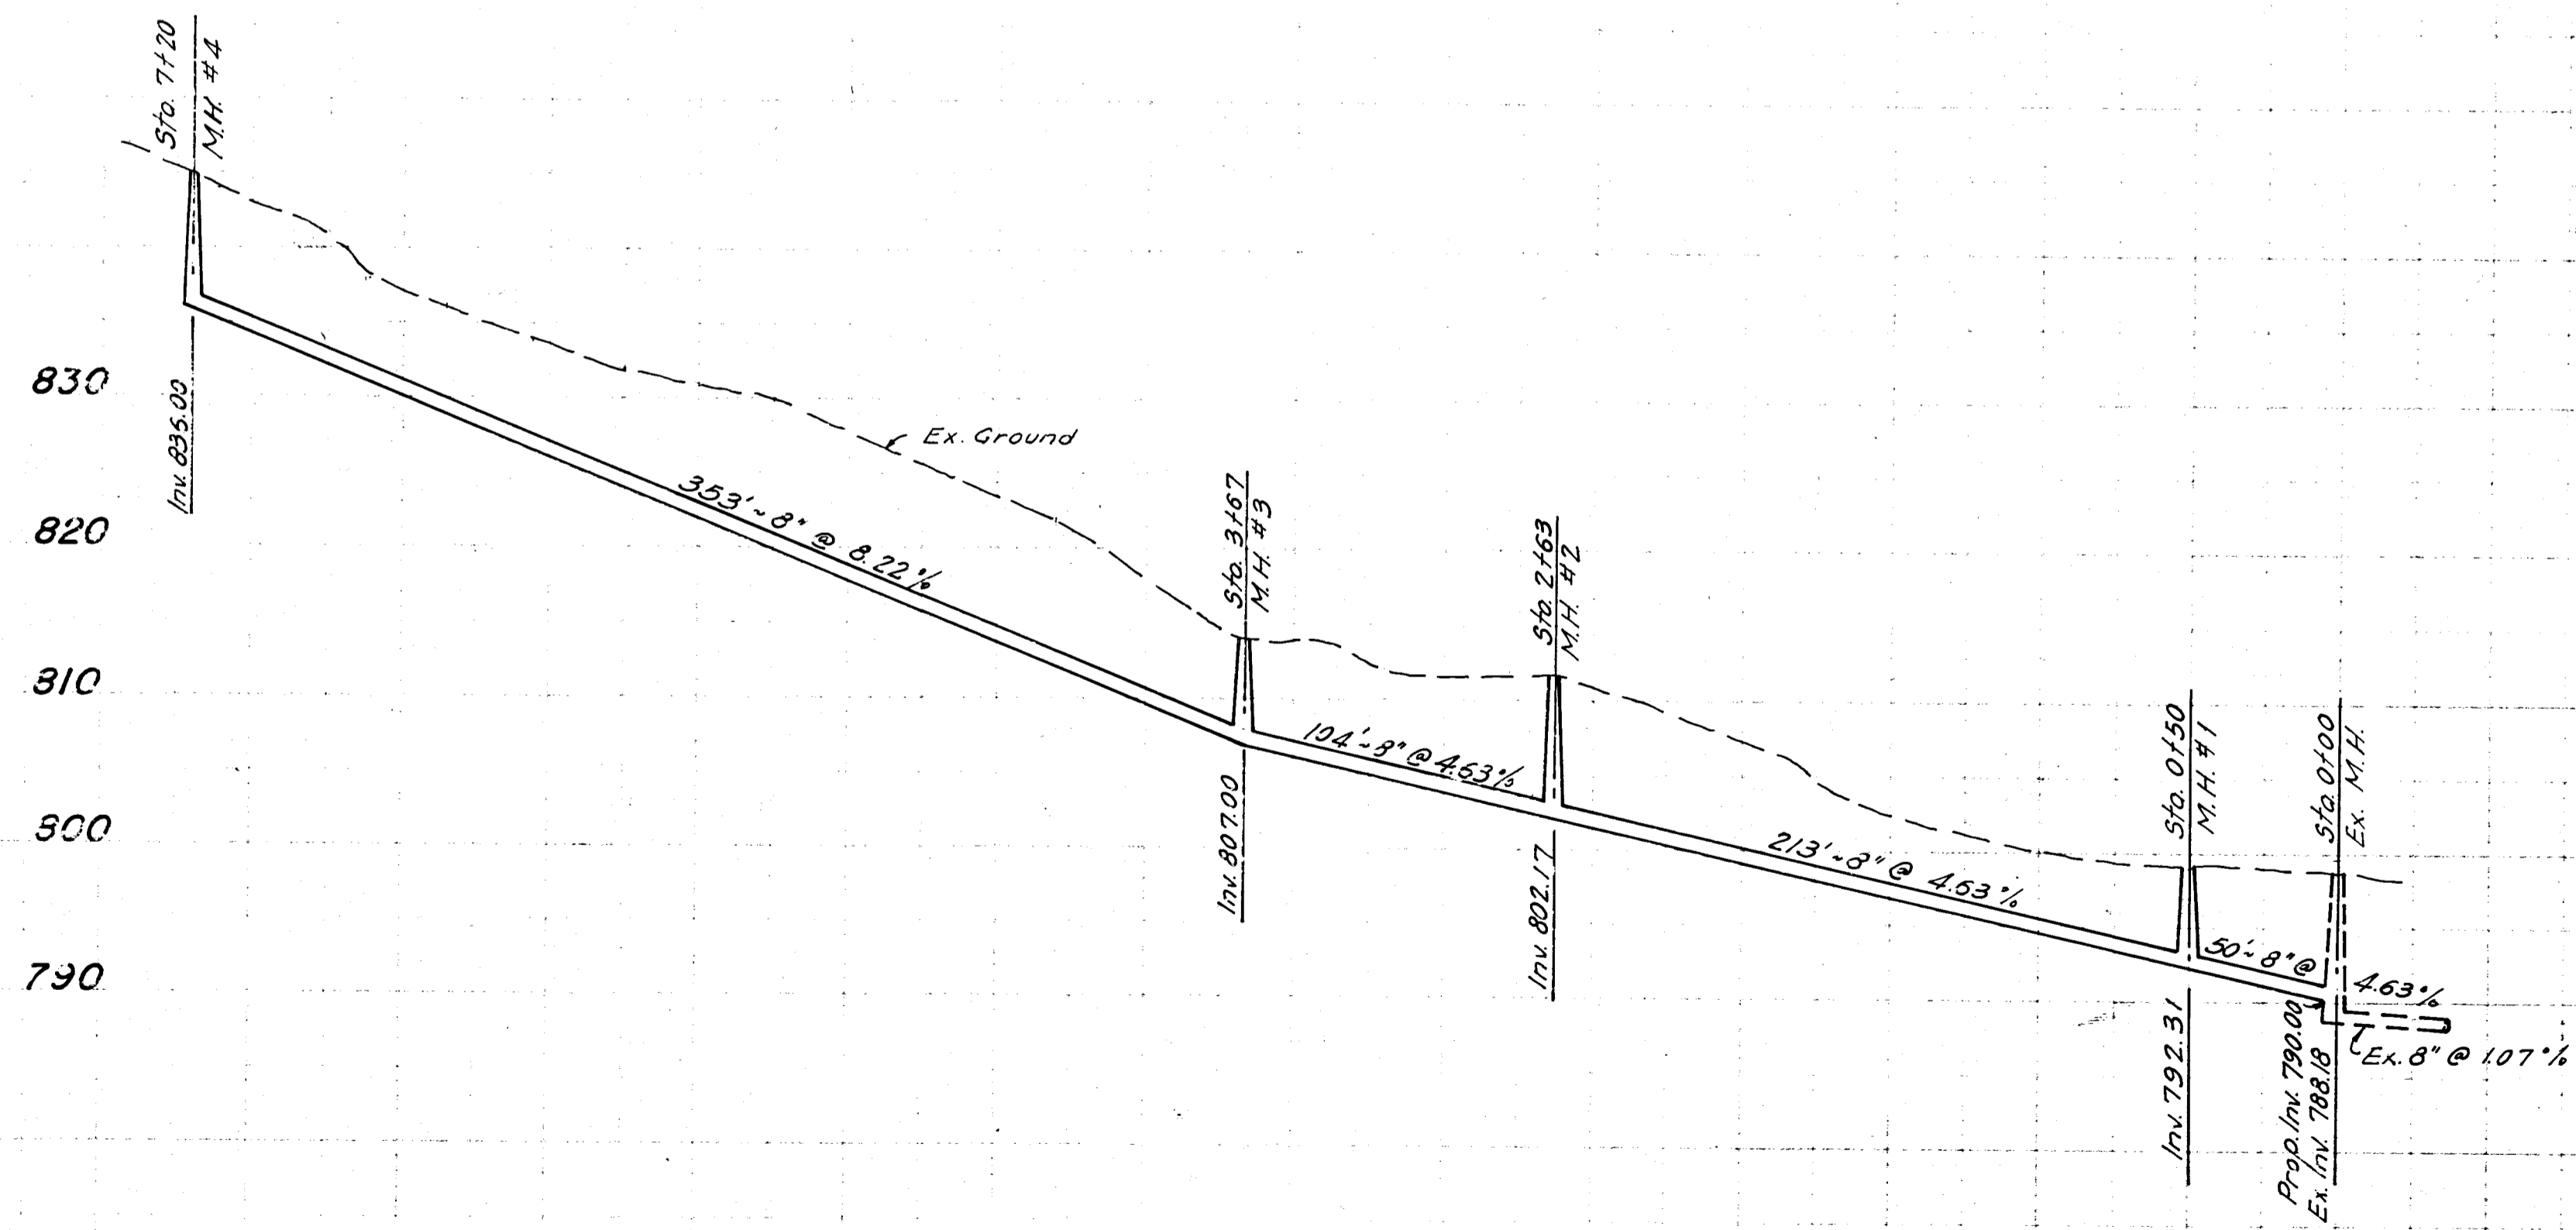 Sta. 7+20
M.H. #4
830
820
810
800
790
Inv. 836.00
353'~8" @ 8.22%
Ex. Ground
Sta. 3+67
M.H. #3
Inv. 807.00
104'~8" @ 4.63%
Sta. 2+63
M.H. #2
Inv. 802.17
213'~8" @ 4.63%
Sta. 0+50
M.H. #1
Inv. 792.31
50'~8" @
4.63%
Sta. 0+00
Ex. M.H.
Prop. Inv. 790.00
Ex. Inv. 788.18
Ex. 8" @ 1.07%